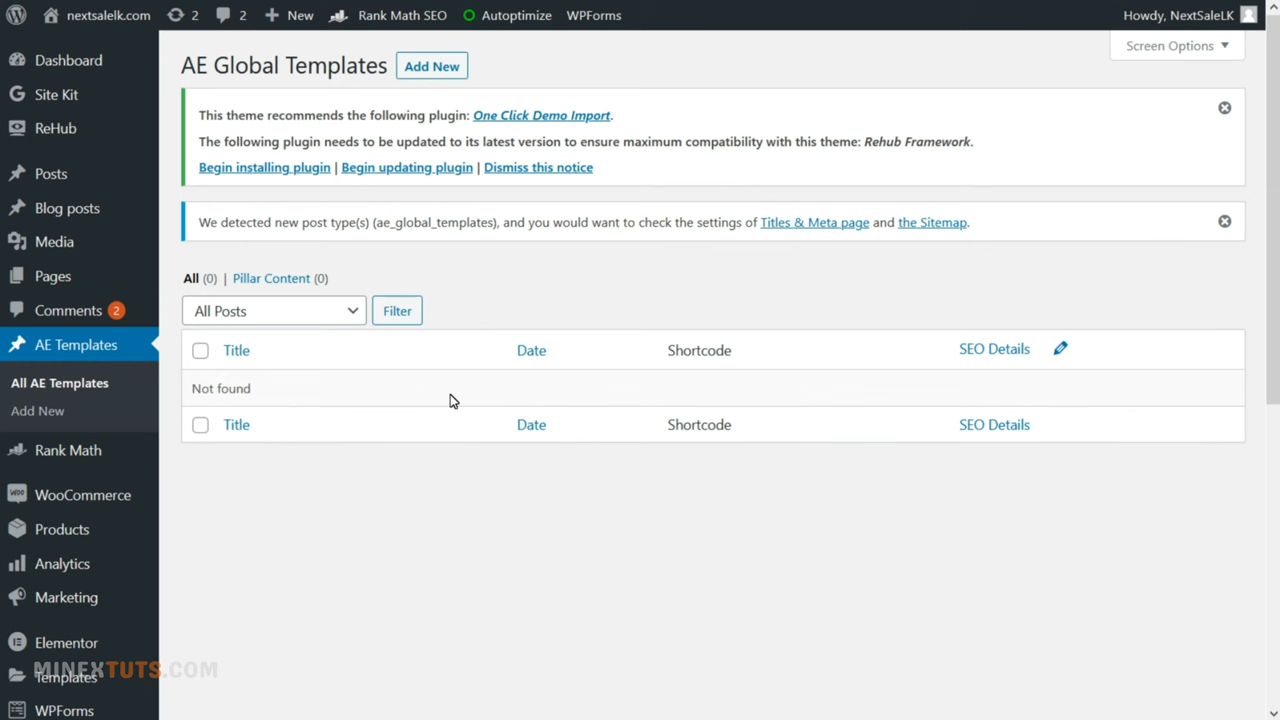 nextsalelk.com 2 2 New Rank Math SEO Autoptimize WPForms Howdy, NextSaleLK
Screen Options
Dashboard
Site Kit
ReHub
Posts
Blog posts
Media
Pages
Comments 2
AE Templates
All AE Templates
Add New
Rank Math
WooCommerce
Products
Analytics
Marketing
Elementor
Templates
WPForms
AE Global Templates Add New
This theme recommends the following plugin: One Click Demo Import.
The following plugin needs to be updated to its latest version to ensure maximum compatibility with this theme: Rehub Framework.
Begin installing plugin | Begin updating plugin | Dismiss this notice
We detected new post type(s) (ae_global_templates), and you would want to check the settings of Titles & Meta page and the Sitemap.
All (0) | Pillar Content (0)
All Posts Filter
Title Date Shortcode SEO Details
Not found
Title Date Shortcode SEO Details
MINEXTUTS.COM